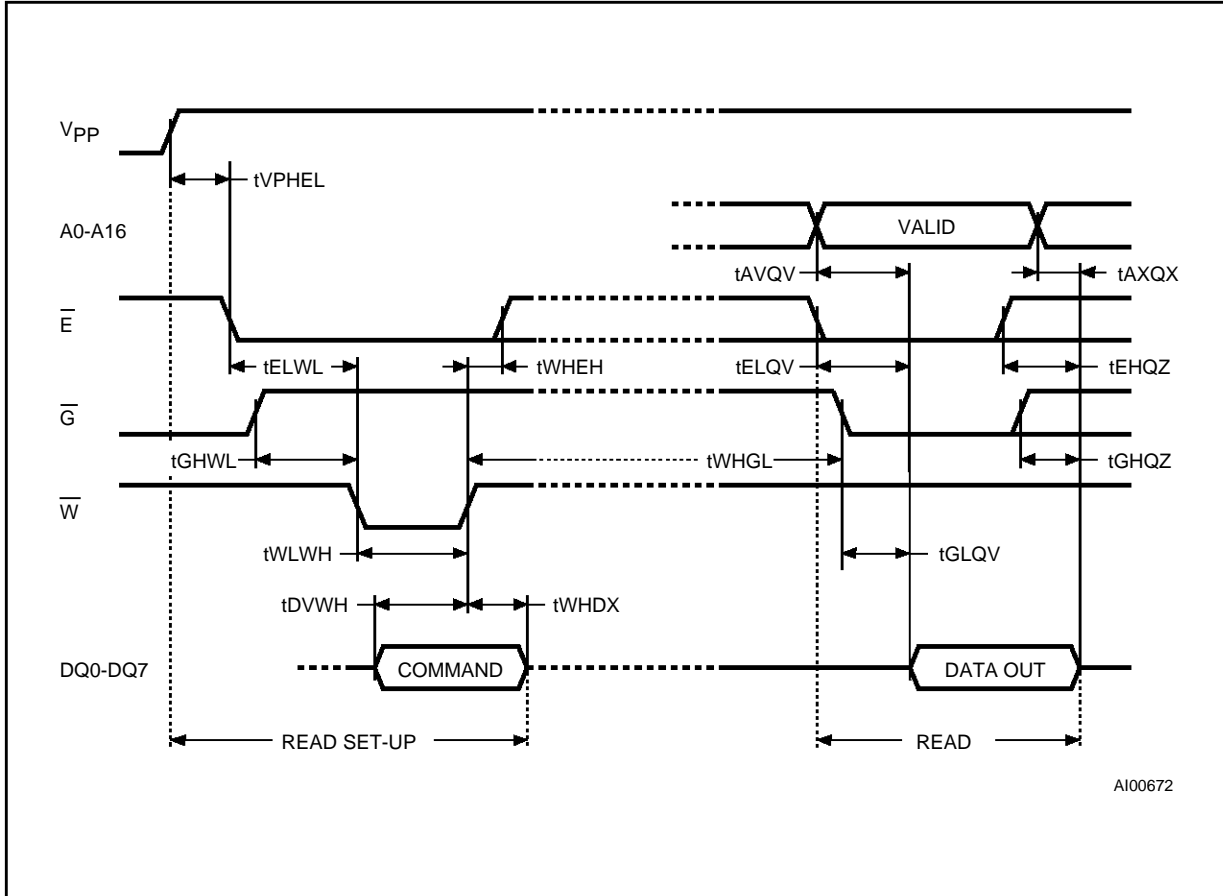 VPP
tVPHEL
A0-A16
VALID
tAVQV
tAXQX
E
tELWL
tWHEH
tELQV
tEHQZ
G
tGHWL
tWHGL
tGHQZ
W
tWLWH
tGLQV
tDVWH
tWHDX
DQ0-DQ7
COMMAND
DATA OUT
READ SET-UP
READ
AI00672